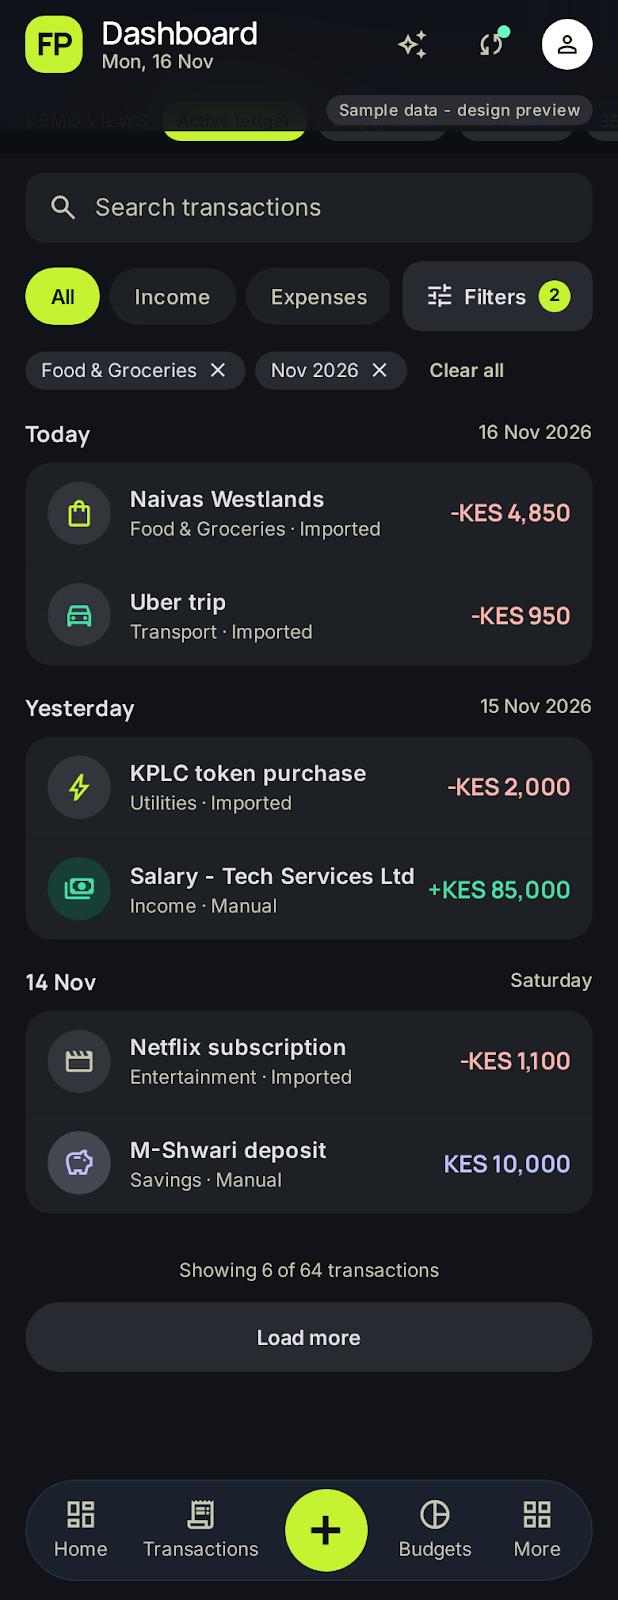 FP
Dashboard
Mon, 16 Nov
Sample data - design preview
DEMO VIEWS
Active ledger
Search transactions
All
Income
Expenses
Filters 2
Food & Groceries
Nov 2026
Clear all
Today
16 Nov 2026
Naivas Westlands
Food & Groceries · Imported
-KES 4,850
Uber trip
Transport · Imported
-KES 950
Yesterday
15 Nov 2026
KPLC token purchase
Utilities · Imported
-KES 2,000
Salary - Tech Services Ltd
Income · Manual
+KES 85,000
14 Nov
Saturday
Netflix subscription
Entertainment · Imported
-KES 1,100
M-Shwari deposit
Savings · Manual
KES 10,000
Showing 6 of 64 transactions
Load more
Home
Transactions
Budgets
More